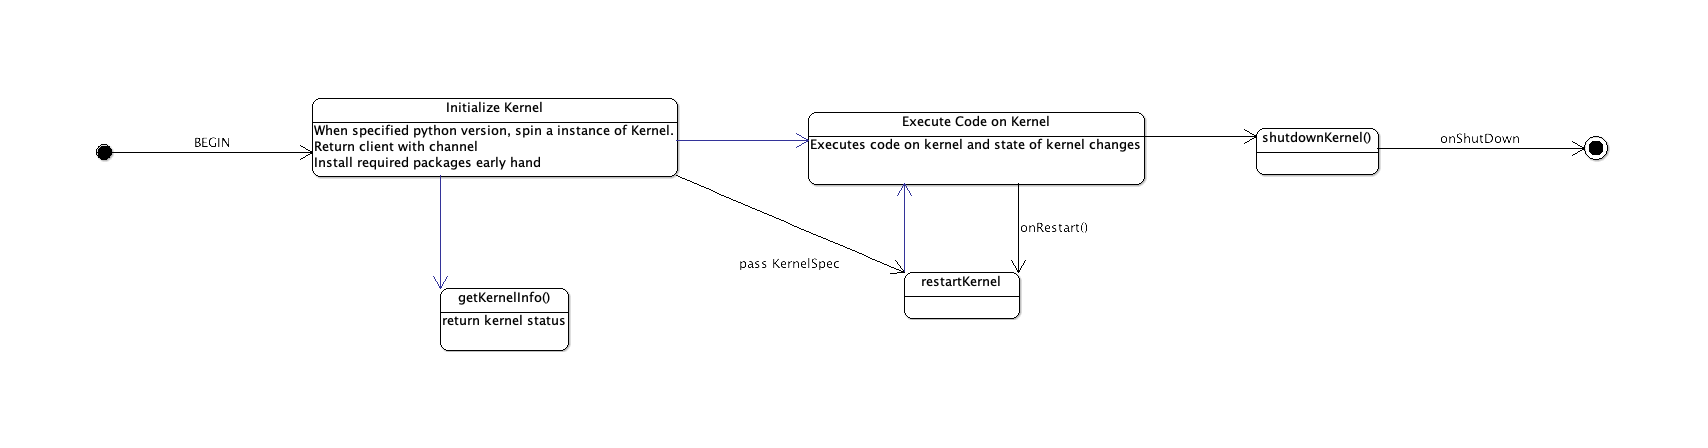 BEGIN
Initialize Kernel
When specified python version, spin a instance of Kernel.
Return client with channel
Install required packages early hand
Execute Code on Kernel
Executes code on kernel and state of kernel changes
shutdownKernel()
onShutDown
onRestart()
pass KernelSpec
restartKernel
getKernelInfo()
return kernel status